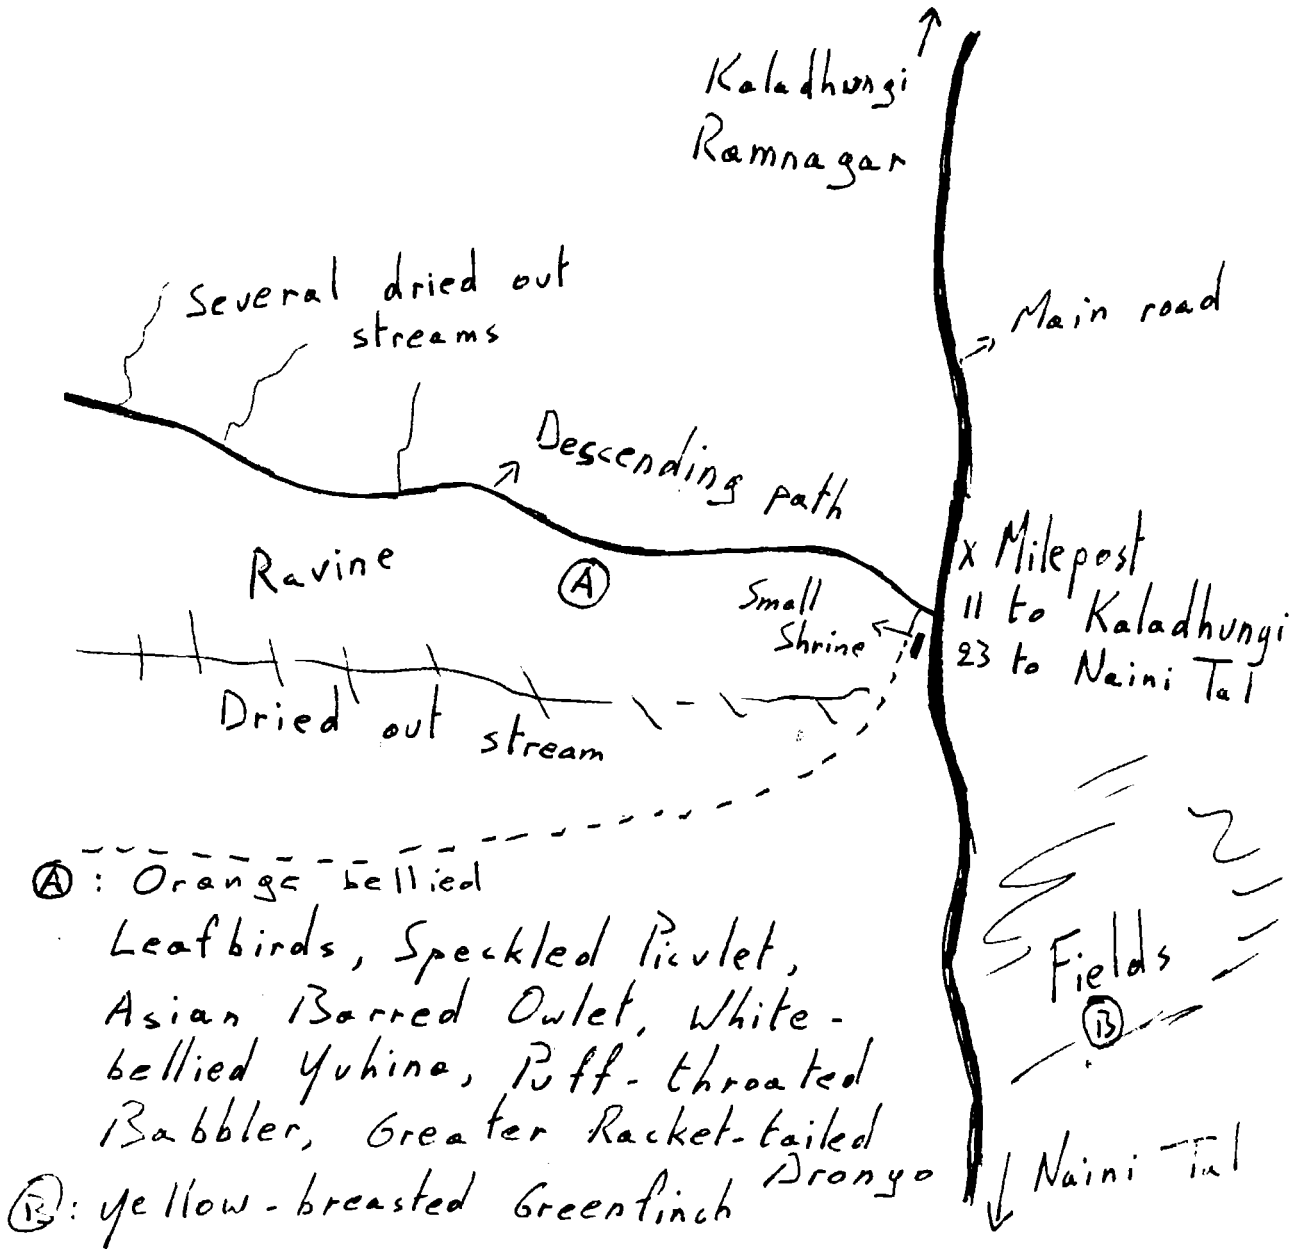 Kaladhungi
Ramnagar
Several dried out
streams
Main road
Descending path
Ravine
A
Small
Shrine
x Milepost
11 to Kaladhungi
23 to Naini Tal
Dried out stream
A : Orange bellied
Leafbirds, Speckled Piculet,
Asian Barred Owlet, White-
bellied Yuhina, Puff-throated
Babbler, Greater Racket-tailed
Drongo
B : Yellow-breasted Greenfinch
Fields
B
Naini Tal